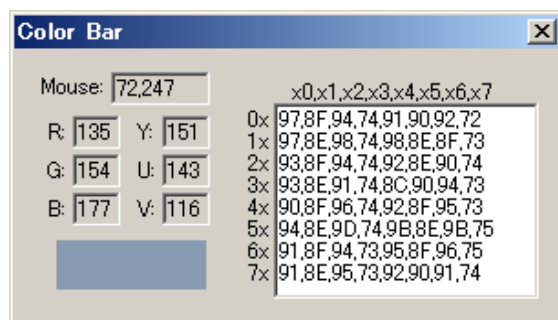 Color Bar
Mouse: 72,247
R: 135 Y: 151
G: 154 U: 143
B: 177 V: 116
x0,x1,x2,x3,x4,x5,x6,x7
0x 97,8F,94,74,91,90,92,72
1x 97,8E,98,74,98,8E,8F,73
2x 93,8F,94,74,92,8E,90,74
3x 93,8E,91,74,8C,90,94,73
4x 90,8F,96,74,92,8F,95,73
5x 94,8E,9D,74,9B,8E,9B,75
6x 91,8F,94,73,95,8F,96,75
7x 91,8E,95,73,92,90,91,74